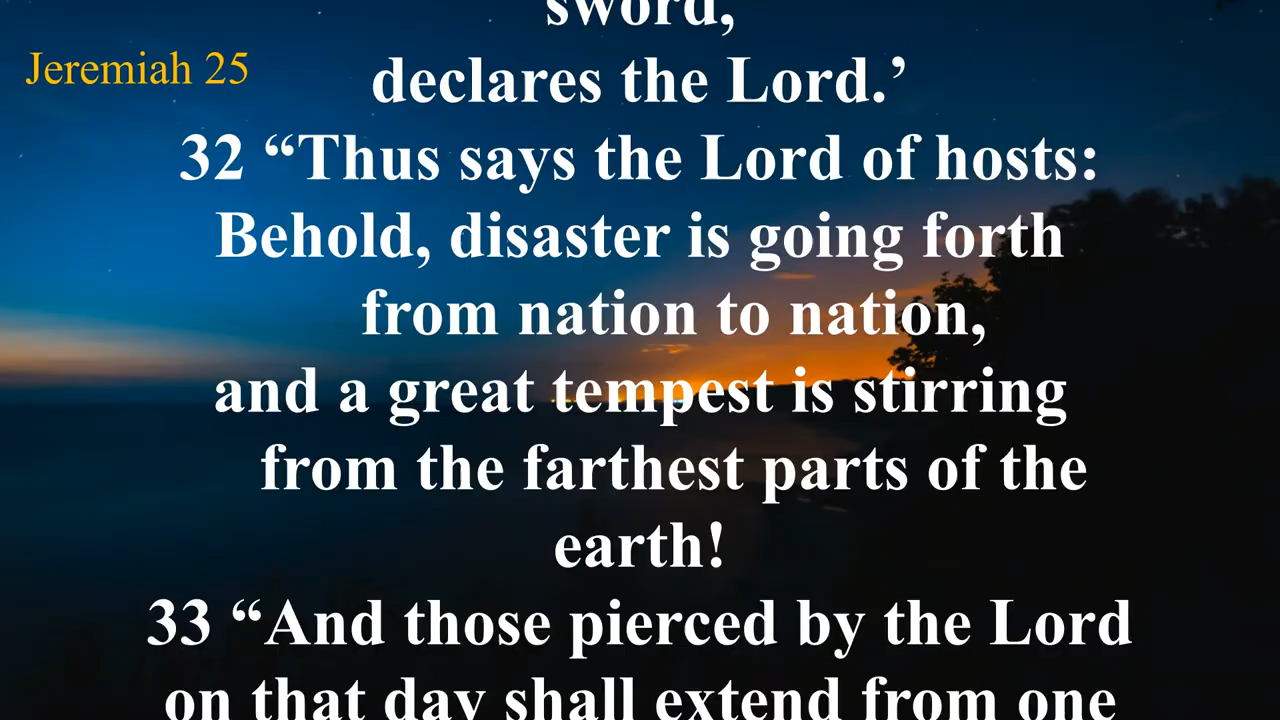 sword,
Jeremiah 25
declares the Lord.’
32 “Thus says the Lord of hosts:
Behold, disaster is going forth
from nation to nation,
and a great tempest is stirring
from the farthest parts of the
earth!
33 “And those pierced by the Lord
on that day shall extend from one